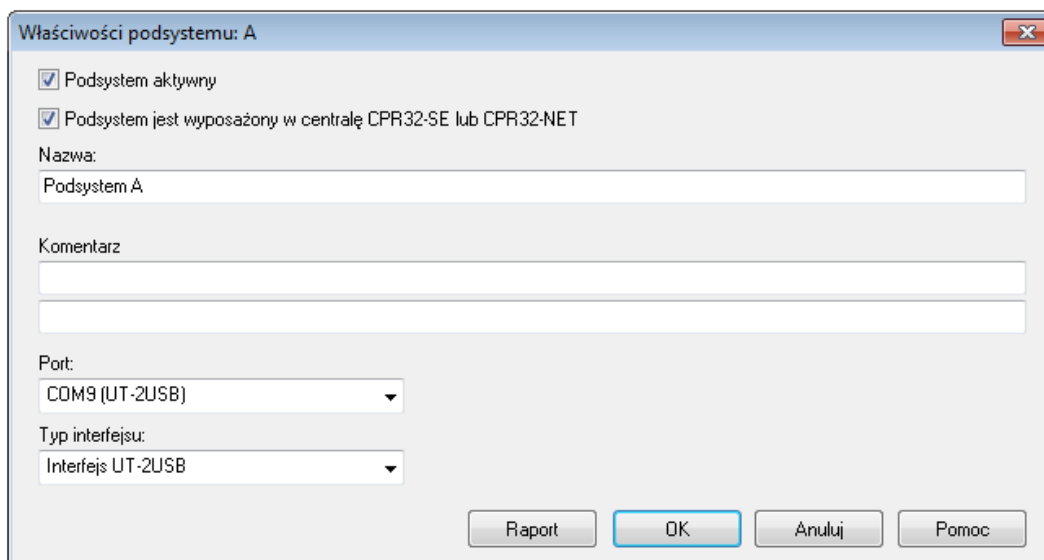 Właściwości podsystemu: A
Podsystem aktywny
Podsystem jest wyposażony w centralę CPR32-SE lub CPR32-NET
Nazwa:
Podsystem A
Komentarz
Port:
COM9 (UT-2USB)
Typ interfejsu:
Interfejs UT-2USB
Raport OK Anuluj Pomoc